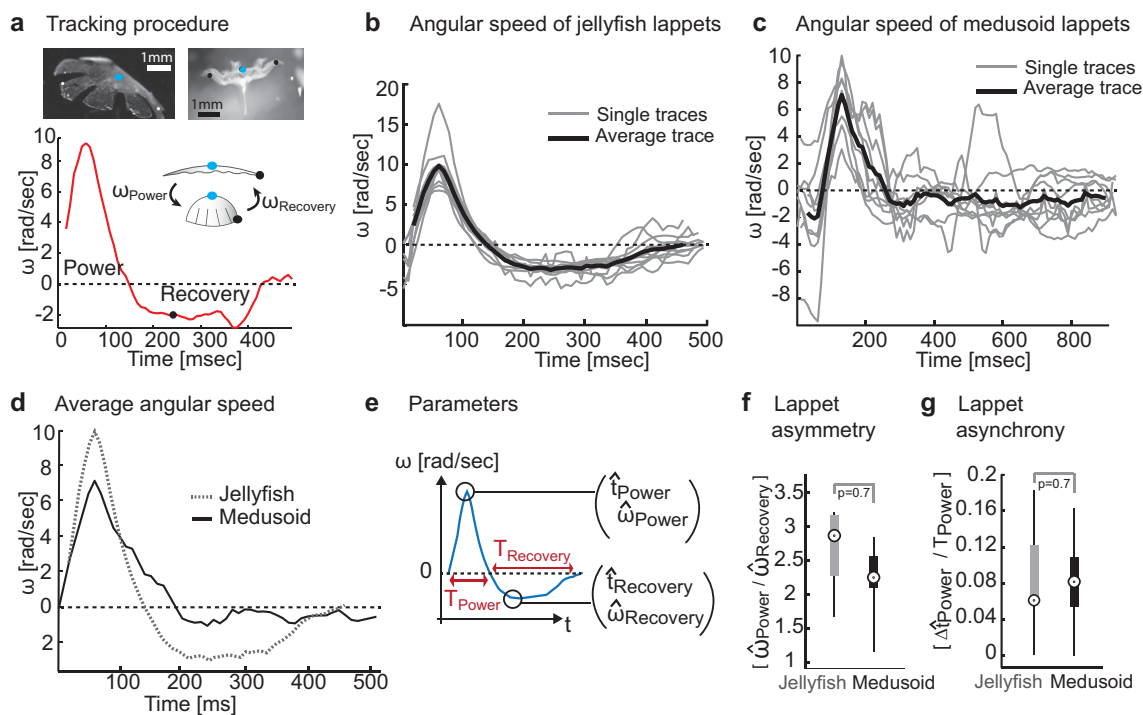 a Tracking procedure
1mm
1mm
10
8
6
4
2
0
-2
ω [rad/sec]
ωPower
ωRecovery
Power
Recovery
0 100 200 300 400
Time [msec]
b Angular speed of jellyfish lappets
20
15
10
5
0
-5
ω [rad/sec]
Single traces
Average trace
0 100 200 300 400 500
Time [msec]
c Angular speed of medusoid lappets
10
8
6
4
2
0
-2
-4
-6
-8
ω [rad/sec]
Single traces
Average trace
0 200 400 600 800
Time [msec]
d Average angular speed
10
8
6
4
2
0
2
ω [rad/sec]
Jellyfish
Medusoid
100 200 300 400 500
Time [ms]
e Parameters
ω [rad/sec]
0
t
TPower
TRecovery
t̂Power
ω̂Power
t̂Recovery
ω̂Recovery
f Lappet
asymmetry
[ ω̂Power / ω̂Recovery ]
3.5
3
2.5
2
1.5
1
p=0.7
Jellyfish Medusoid
g Lappet
asynchrony
[ Δt̂Power / TPower ]
0.2
0.16
0.12
0.08
0.04
0
p=0.7
Jellyfish Medusoid